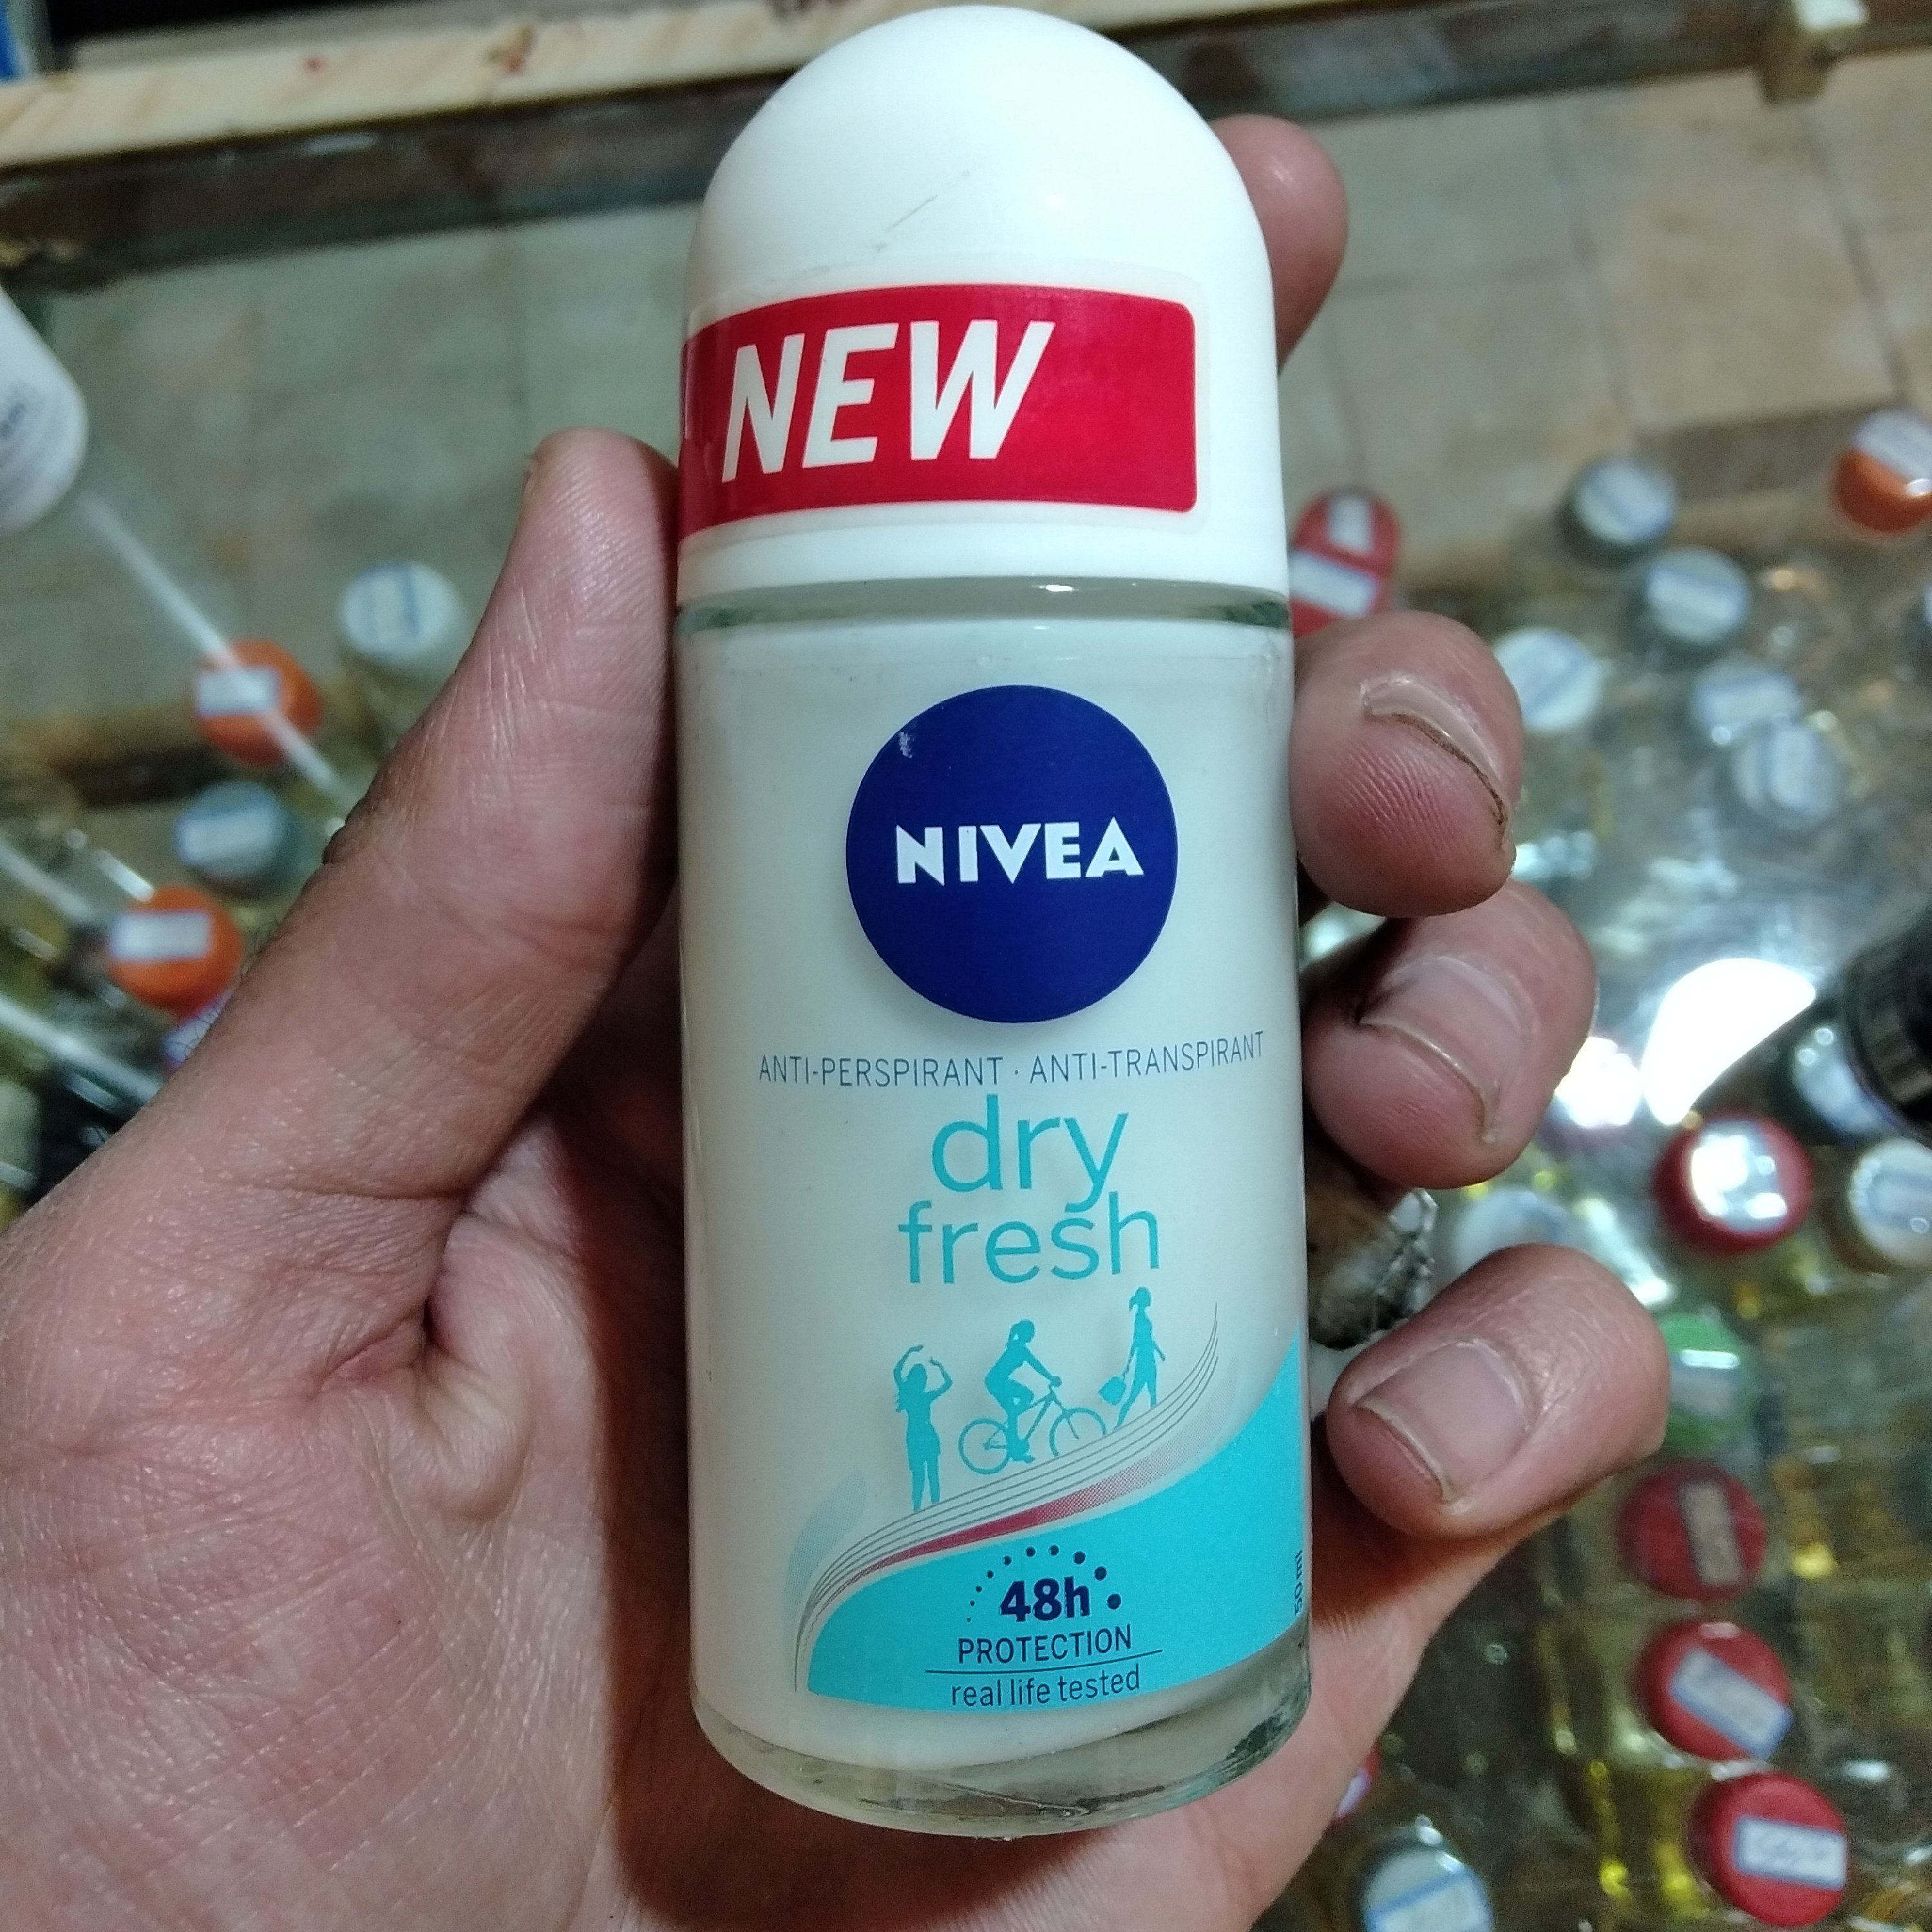 NEW
NIVEA
ANTI-PERSPIRANT · ANTI-TRANSPIRANT
dry
fresh
48h
PROTECTION
real life tested
50 ml